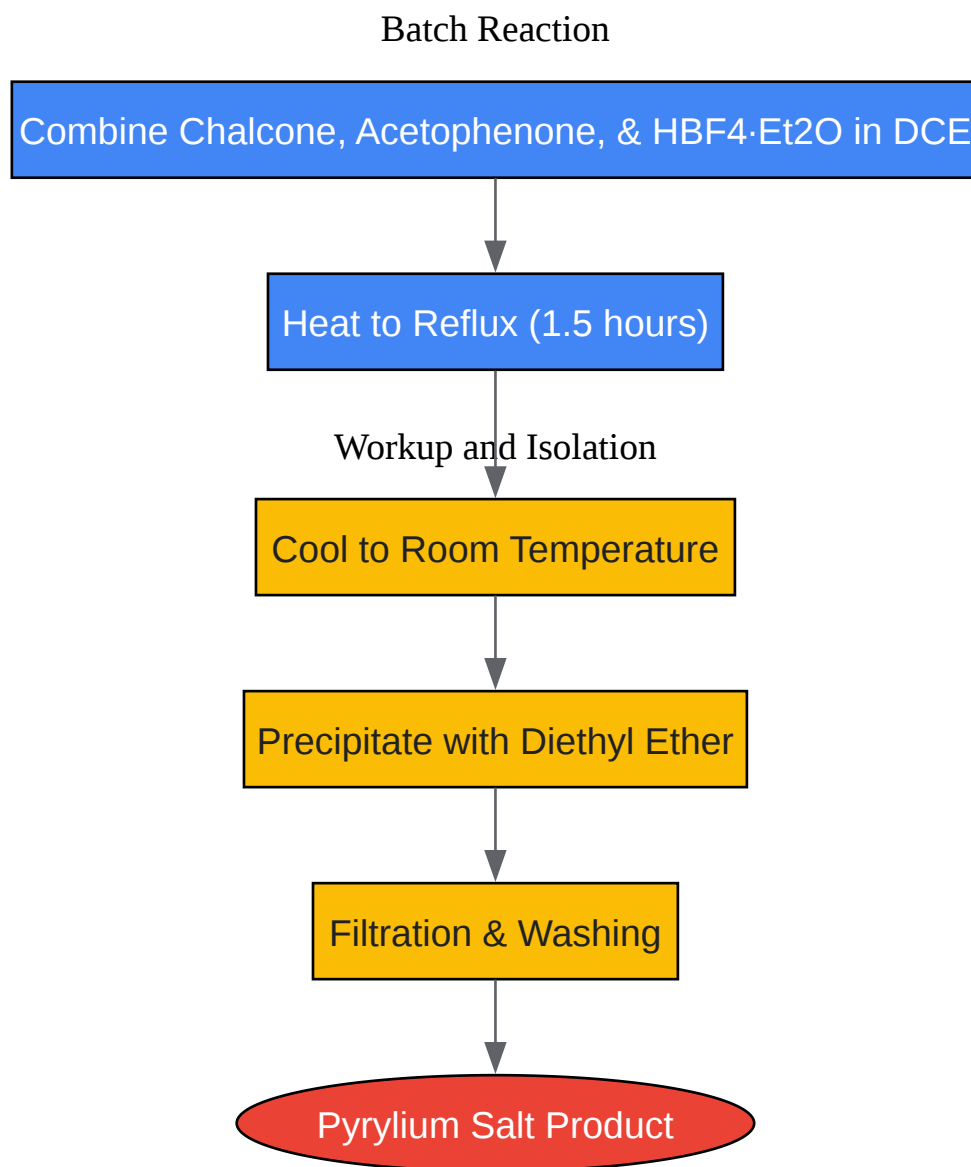 Batch Reaction
Combine Chalcone, Acetophenone, & HBF4·Et2O in DCE
Heat to Reflux (1.5 hours)
Workup and Isolation
Cool to Room Temperature
Precipitate with Diethyl Ether
Filtration & Washing
Pyrylium Salt Product